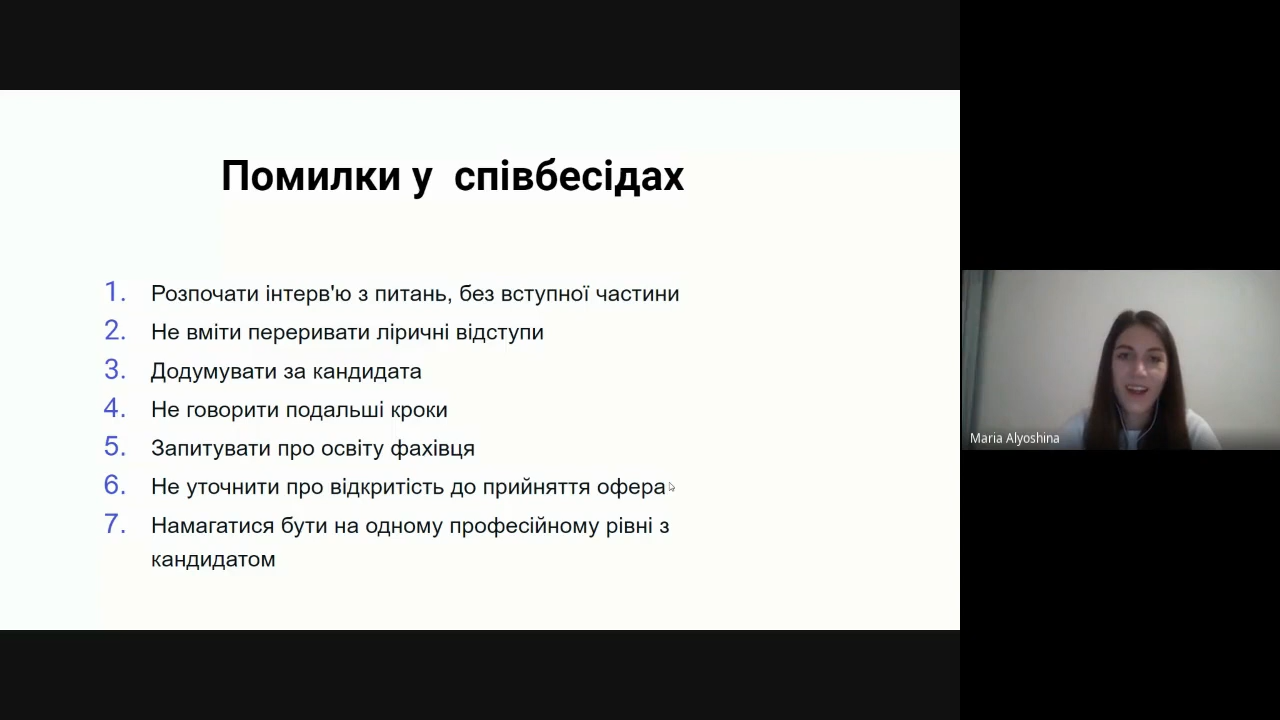 Помилки у  співбесідах
1. Розпочати інтерв'ю з питань, без вступної частини
2. Не вміти переривати ліричні відступи
3. Додумувати за кандидата
4. Не говорити подальші кроки
5. Запитувати про освіту фахівця
6. Не уточнити про відкритість до прийняття офера
7. Намагатися бути на одному професійному рівні з
кандидатом
Maria Alyoshina